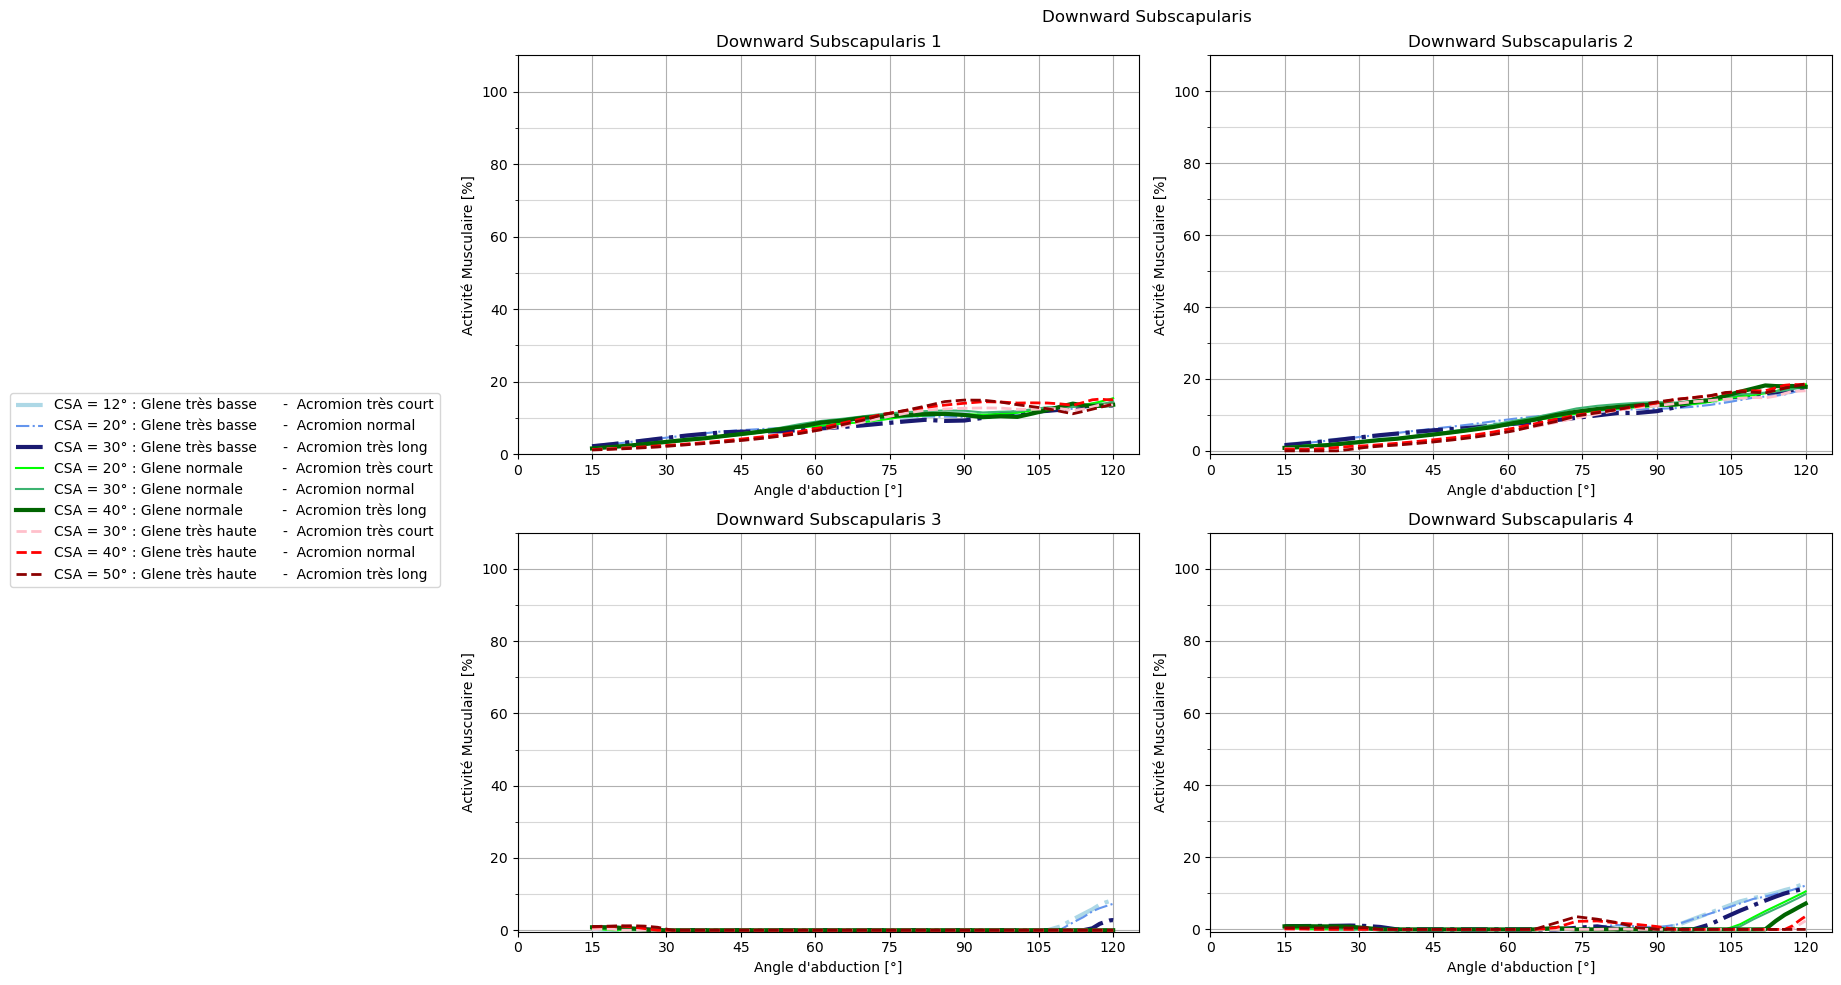 Downward Subscapularis
Downward Subscapularis 1
Activité Musculaire [%]
100
80
60
40
20
0
0 15 30 45 60 75 90 105 120
Angle d'abduction [°]
Downward Subscapularis 2
Activité Musculaire [%]
100
80
60
40
20
0
0 15 30 45 60 75 90 105 120
Angle d'abduction [°]
CSA = 12° : Glene très basse - Acromion très court
CSA = 20° : Glene très basse - Acromion normal
CSA = 30° : Glene très basse - Acromion très long
CSA = 20° : Glene normale - Acromion très court
CSA = 30° : Glene normale - Acromion normal
CSA = 40° : Glene normale - Acromion très long
CSA = 30° : Glene très haute - Acromion très court
CSA = 40° : Glene très haute - Acromion normal
CSA = 50° : Glene très haute - Acromion très long
Downward Subscapularis 3
Activité Musculaire [%]
100
80
60
40
20
0
0 15 30 45 60 75 90 105 120
Angle d'abduction [°]
Downward Subscapularis 4
Activité Musculaire [%]
100
80
60
40
20
0
0 15 30 45 60 75 90 105 120
Angle d'abduction [°]